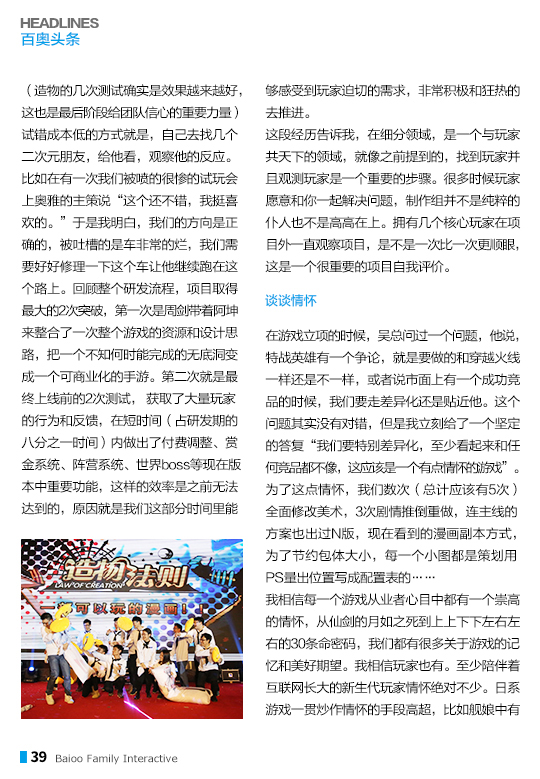 HEADLINES
百奥头条
（造物的几次测试确实是效果越来越好，
这也是最后阶段给团队信心的重要力量）
试错成本低的方式就是，自己去找几个
二次元朋友，给他看，观察他的反应。
比如在有一次我们被喷的很惨的试玩会
上奥雅的主策说“这个还不错，我挺喜
欢的。”于是我明白，我们的方向是正
确的，被吐槽的是车非常的烂，我们需
要好好修理一下这个车让他继续跑在这
个路上。回顾整个研发流程，项目取得
最大的2次突破，第一次是周剑带着阿坤
来整合了一次整个游戏的资源和设计思
路，把一个不知何时能完成的无底洞变
成一个可商业化的手游。第二次就是最
终上线前的2次测试， 获取了大量玩家
的行为和反馈，在短时间（占研发期的
八分之一时间）内做出了付费调整、赏
金系统、阵营系统、世界boss等现在版
本中重要功能，这样的效率是之前无法
达到的，原因就是我们这部分时间里能
造物法则
LAW OF CREATION
一部可以玩的漫画！！
够感受到玩家迫切的需求，非常积极和狂热的
去推进。
这段经历告诉我，在细分领域，是一个与玩家
共天下的领域，就像之前提到的，找到玩家并
且观测玩家是一个重要的步骤。很多时候玩家
愿意和你一起解决问题，制作组并不是纯粹的
仆人也不是高高在上。拥有几个核心玩家在项
目外一直观察项目，是不是一次比一次更顺眼，
这是一个很重要的项目自我评价。
谈谈情怀
在游戏立项的时候，吴总问过一个问题，他说，
特战英雄有一个争论，就是要做的和穿越火线
一样还是不一样，或者说市面上有一个成功竞
品的时候，我们要走差异化还是贴近他。这个
问题其实没有对错，但是我立刻给了一个坚定
的答复“我们要特别差异化，至少看起来和任
何竞品都不像，这应该是一个有点情怀的游戏”。
为了这点情怀，我们数次（总计应该有5次）
全面修改美术，3次剧情推倒重做，连主线的
方案也出过N版，现在看到的漫画副本方式，
为了节约包体大小，每一个小图都是策划用
PS量出位置写成配置表的……
我相信每一个游戏从业者心目中都有一个崇高
的情怀，从仙剑的月如之死到上上下下左右左
右的30条命密码，我们都有很多关于游戏的记
忆和美好期望。我相信玩家也有。至少陪伴着
互联网长大的新生代玩家情怀绝对不少。日系
游戏一贯炒作情怀的手段高超，比如舰娘中有
39 Baioo Family Interactive